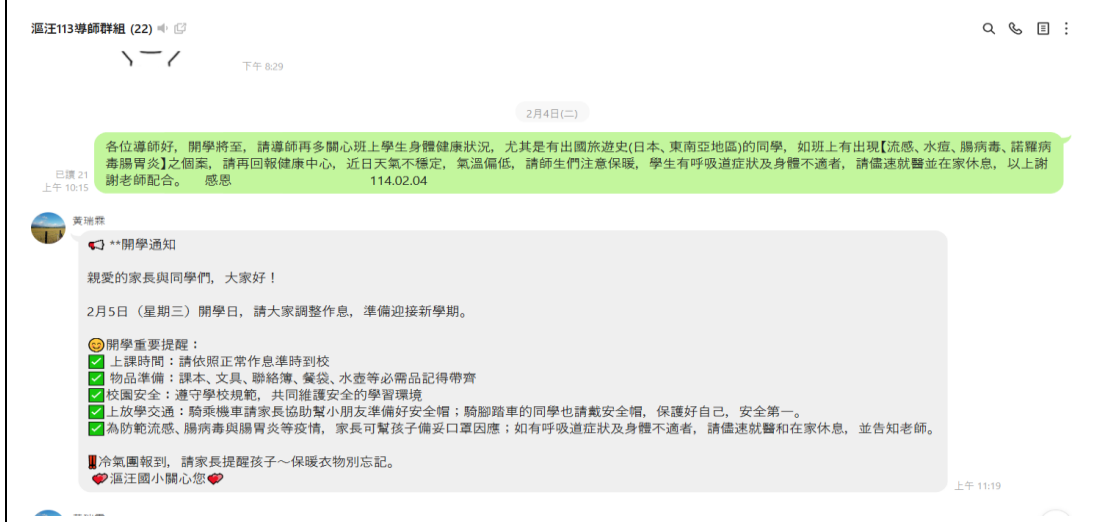 漚汪113導師群組 (22)
下午 8:29
2月4日(二)
各位導師好，開學將至，請導師再多關心班上學生身體健康狀況，尤其是有出國旅遊史(日本、東南亞地區)的同學，如班上有出現【流感、水痘、腸病毒、諾羅病
毒腸胃炎】之個案，請再回報健康中心，近日天氣不穩定，氣溫偏低，請師生們注意保暖，學生有呼吸道症狀及身體不適者，請儘速就醫並在家休息，以上謝
謝老師配合。 感恩 114.02.04
已讀 21
上午 10:15
黃瑞霖
**開學通知
親愛的家長與同學們，大家好！
2月5日（星期三）開學日，請大家調整作息，準備迎接新學期。
開學重要提醒：
上課時間：請依照正常作息準時到校
物品準備：課本、文具、聯絡簿、餐袋、水壺等必需品記得帶齊
校園安全：遵守學校規範，共同維護安全的學習環境
上放學交通：騎乘機車請家長協助幫小朋友準備好安全帽；騎腳踏車的同學也請戴安全帽，保護好自己，安全第一。
為防範流感、腸病毒與腸胃炎等疫情，家長可幫孩子備妥口罩因應；如有呼吸道症狀及身體不適者，請儘速就醫和在家休息，並告知老師。
冷氣團報到，請家長提醒孩子～保暖衣物別忘記。
漚汪國小關心您
上午 11:19